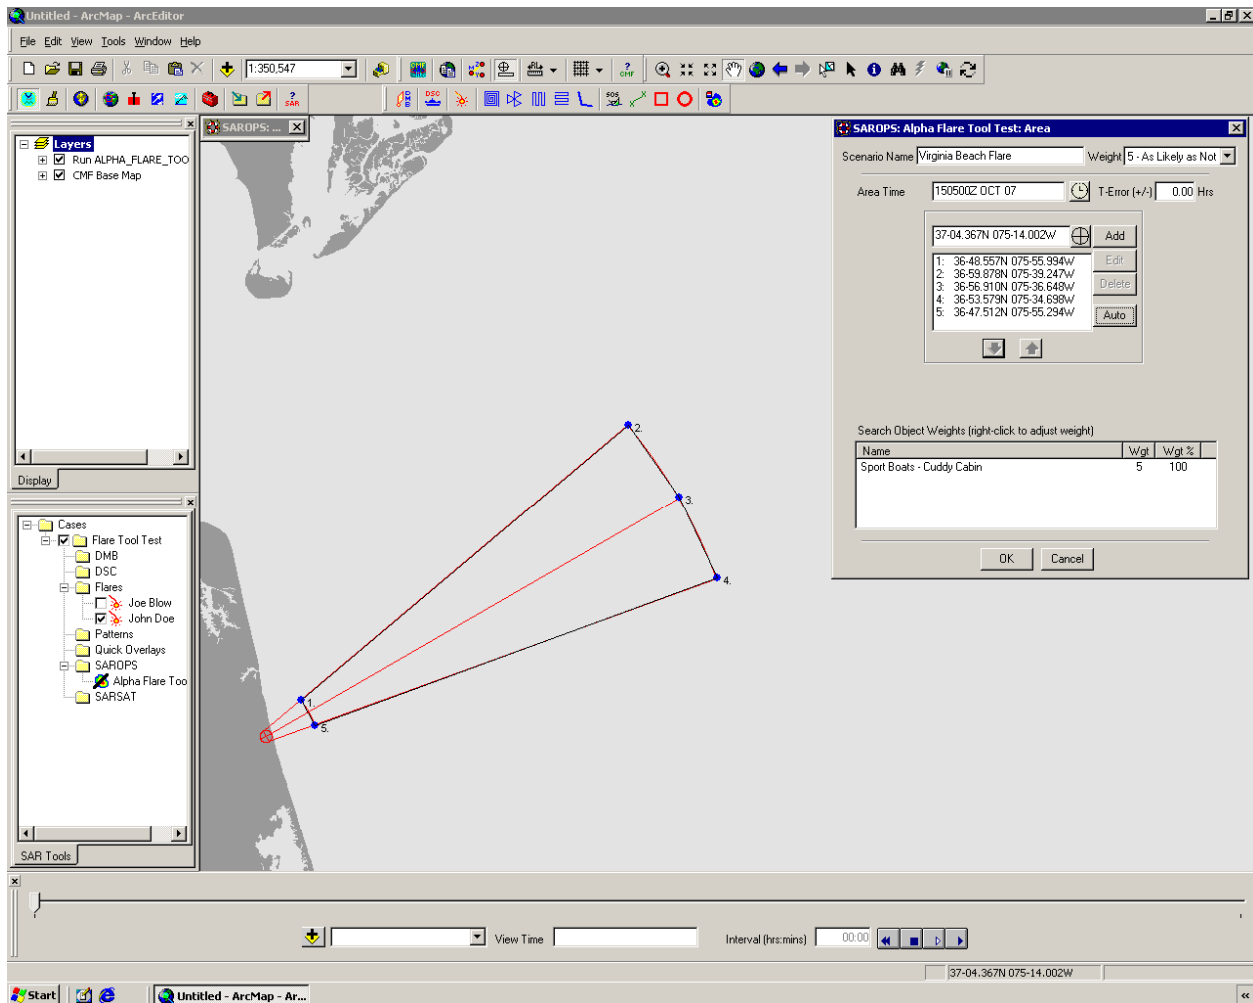 Untitled - ArcMap - ArcEditor
File Edit View Tools Window Help
1:350,547
? CMF
DMB
DSC
SOS
? SAR
Layers
Run ALPHA_FLARE_TOO
CMF Base Map
Display
SAROPS: ...
Cases
Flare Tool Test
DMB
DSC
Flares
Joe Blow
John Doe
Patterns
Quick Overlays
SAROPS
Alpha Flare Too
SARSAT
SAR Tools
1.
2.
3.
4.
5.
SAROPS: Alpha Flare Tool Test: Area
Scenario Name Virginia Beach Flare Weight 5 - As Likely as Not
Area Time 150500Z OCT 07 T-Error (+/-) 0.00 Hrs
37-04.367N 075-14.002W Add
1: 36-48.557N 075-55.994W
2: 36-59.878N 075-39.247W
3: 36-56.910N 075-36.648W
4: 36-53.579N 075-34.698W
5: 36-47.512N 075-55.294W
Edit
Delete
Auto
Search Object Weights (right-click to adjust weight)
Name Wgt Wgt %
Sport Boats - Cuddy Cabin 5 100
OK Cancel
View Time Interval (hrs:mins) 00:00
37-04.367N 075-14.002W
Start Untitled - ArcMap - Ar...